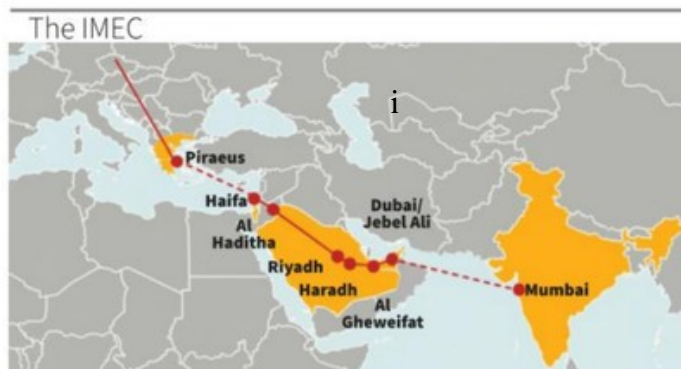 The IMEC
i
Piraeus
Haifa
Dubai/
Jebel Ali
Al
Haditha
Riyadh
Haradh
Al
Gheweifat
Mumbai